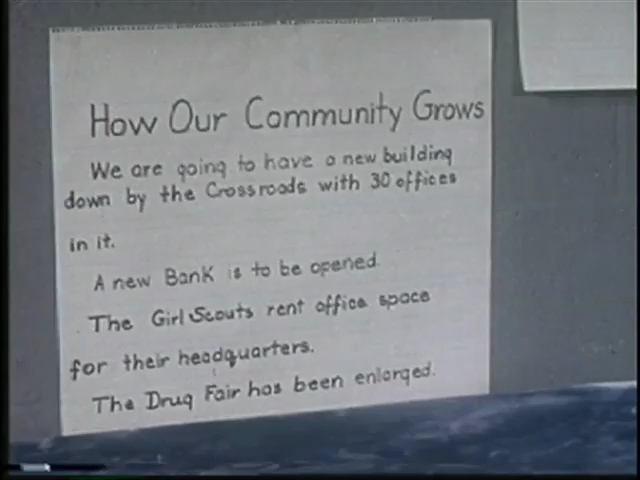 How Our Community Grows
We are going to have a new building
down by the Crossroads with 30 offices
in it.
A new Bank is to be opened.
The Girl Scouts rent office space
for their headquarters.
The Drug Fair has been enlarged.